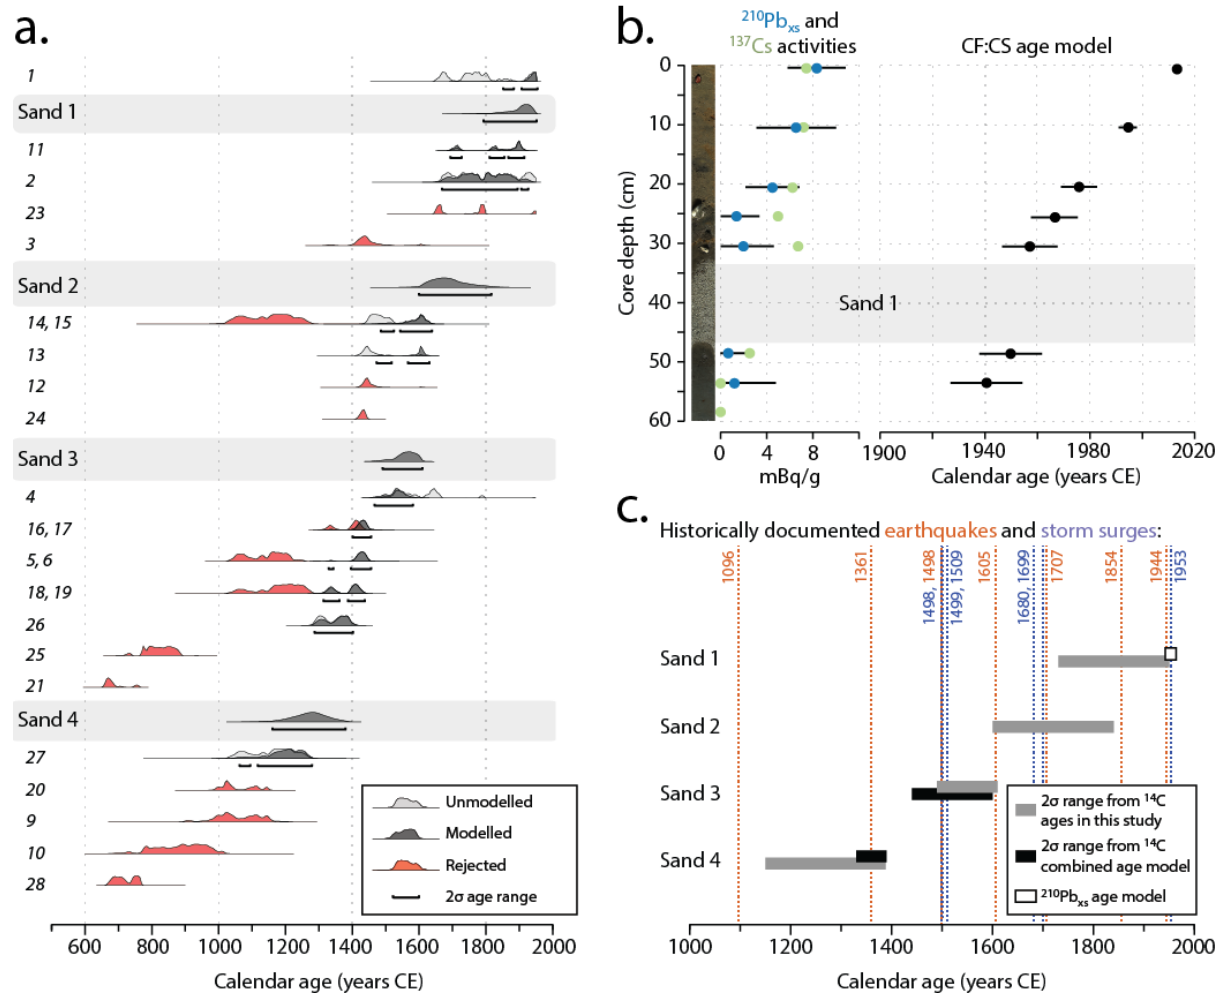 a.
1
Sand 1
11
2
23
3
Sand 2
14, 15
13
12
24
Sand 3
4
16, 17
5, 6
18, 19
26
25
21
Sand 4
27
20
9
10
28
Unmodelled
Modelled
Rejected
2σ age range
600 800 1000 1200 1400 1600 1800 2000
Calendar age (years CE)
b.
²¹⁰Pbₓₛ and
¹³⁷Cs activities
CF:CS age model
0
10
20
30
40
50
60
Core depth (cm)
Sand 1
0 4 8
mBq/g
1900 1940 1980 2020
Calendar age (years CE)
c.
Historically documented earthquakes and storm surges:
1096
1361
1498, 1498
1499, 1509
1605
1680, 1699
1707
1854
1944
1953
Sand 1
Sand 2
Sand 3
Sand 4
2σ range from ¹⁴C
ages in this study
2σ range from ¹⁴C
combined age model
²¹⁰Pbₓₛ age model
1000 1200 1400 1600 1800 2000
Calendar age (years CE)